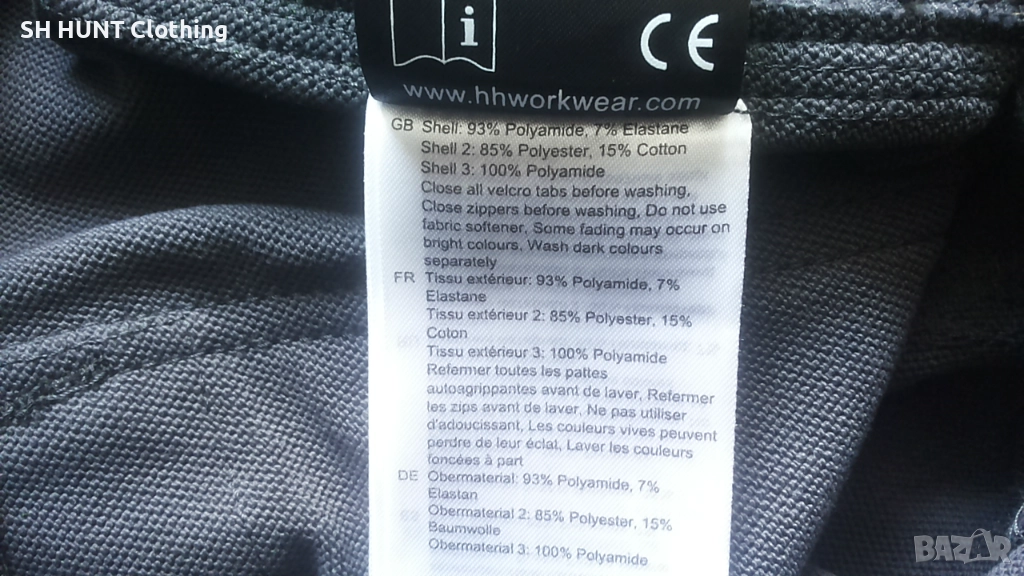 SH HUNT Clothing
i
CE
www.hhworkwear.com
GB Shell: 93% Polyamide, 7% Elastane
Shell 2: 85% Polyester, 15% Cotton
Shell 3: 100% Polyamide
Close all velcro tabs before washing,
Close zippers before washing, Do not use
fabric softener, Some fading may occur on
bright colours, Wash dark colours
separately
FR Tissu extérieur: 93% Polyamide, 7%
Elastane
Tissu extérieur 2: 85% Polyester, 15%
Coton
Tissu extérieur 3: 100% Polyamide
Refermer toutes les pattes
autoagrippantes avant de laver, Refermer
les zips avant de laver, Ne pas utiliser
d'adoucissant, Les couleurs vives peuvent
perdre de leur éclat, Laver les couleurs
foncées à part
DE Obermaterial: 93% Polyamide, 7%
Elastan
Obermaterial 2: 85% Polyester, 15%
Baumwolle
Obermaterial 3: 100% Polyamide
BAZAR